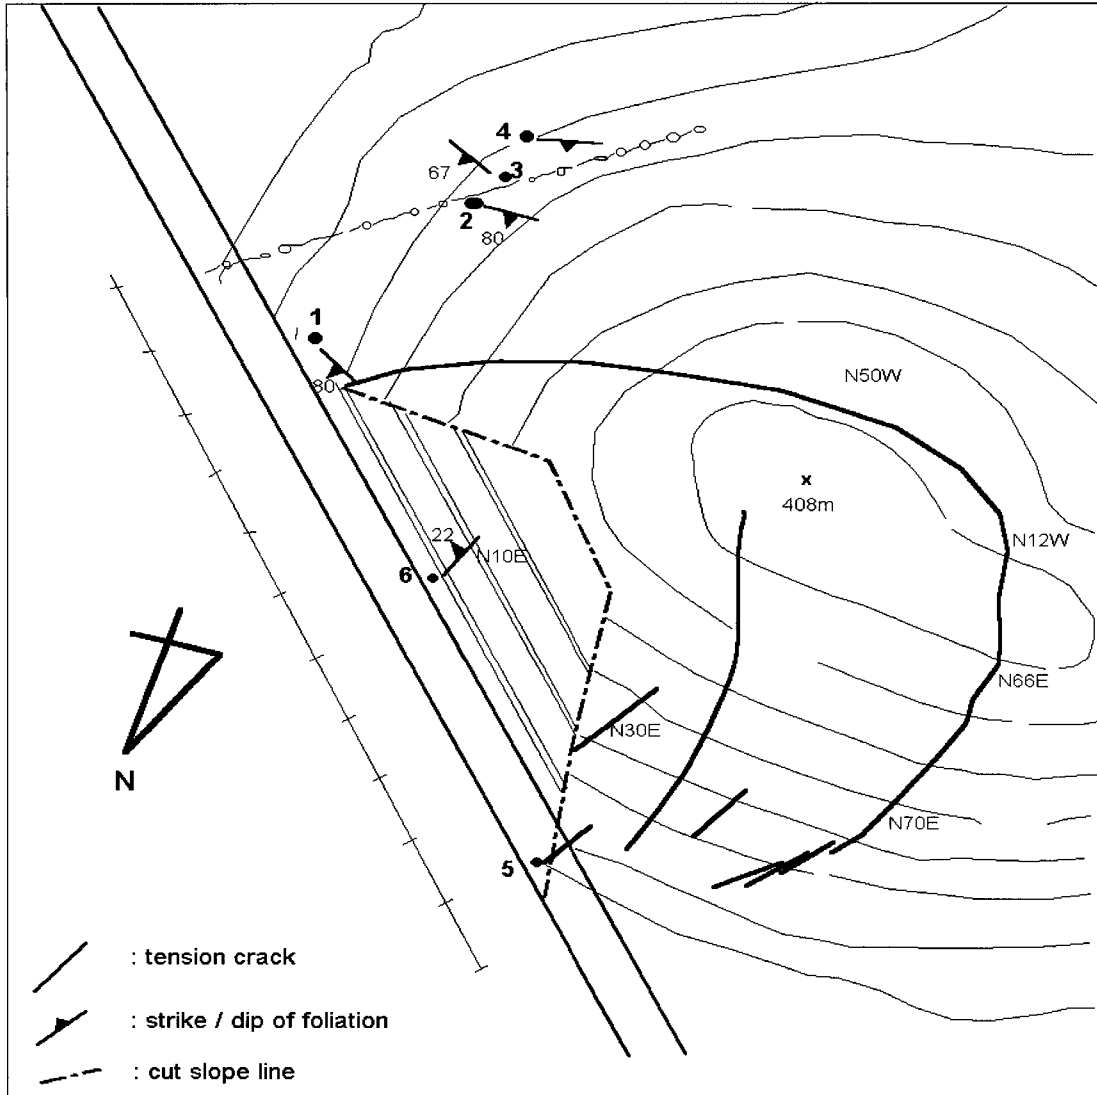 4
67
3
2
80
1
80
N50W
x
408m
22
N10E
N12W
6
N66E
N30E
N
N70E
5
: tension crack
: strike / dip of foliation
: cut slope line